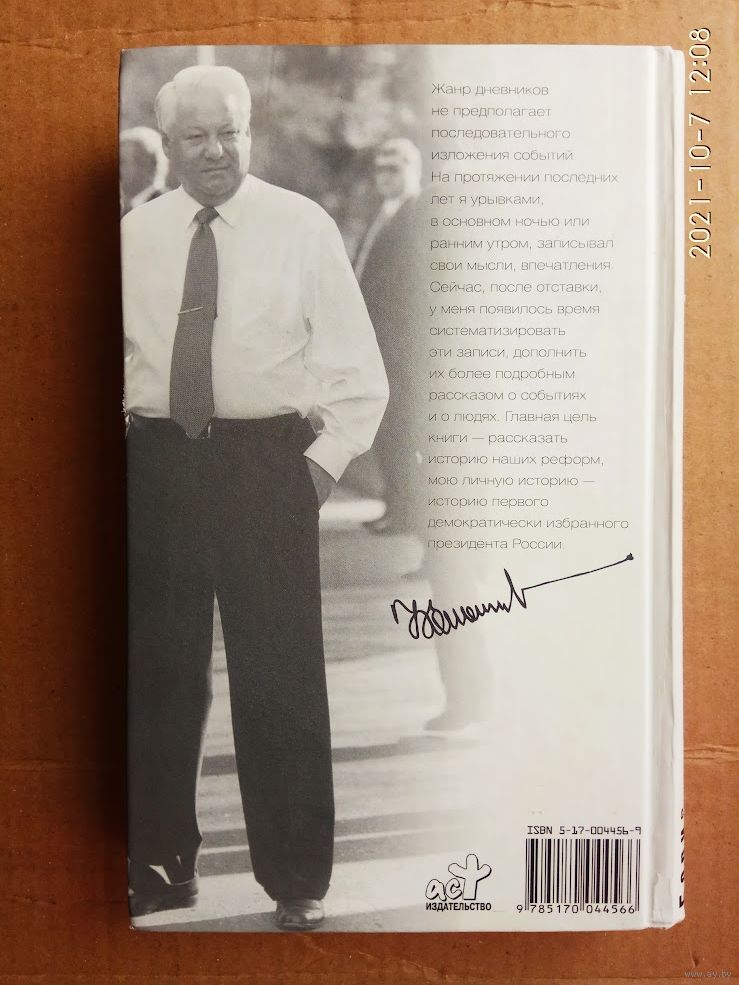 Жанр дневников
не предполагает
последовательного
изложения событий.
На протяжении последних
лет я урывками,
в основном ночью или
ранним утром, записывал
свои мысли, впечатления.
Сейчас, после отставки,
у меня появилось время
систематизировать
эти записи, дополнить
их более подробным
рассказом о событиях
и о людях. Главная цель
книги — рассказать
историю наших реформ,
мою личную историю —
историю первого
демократически избранного
президента России.
ISBN 5-17-004456-9
9 785170 044566
аст
ИЗДАТЕЛЬСТВО
2021-10-7 12:08
www.ay.by